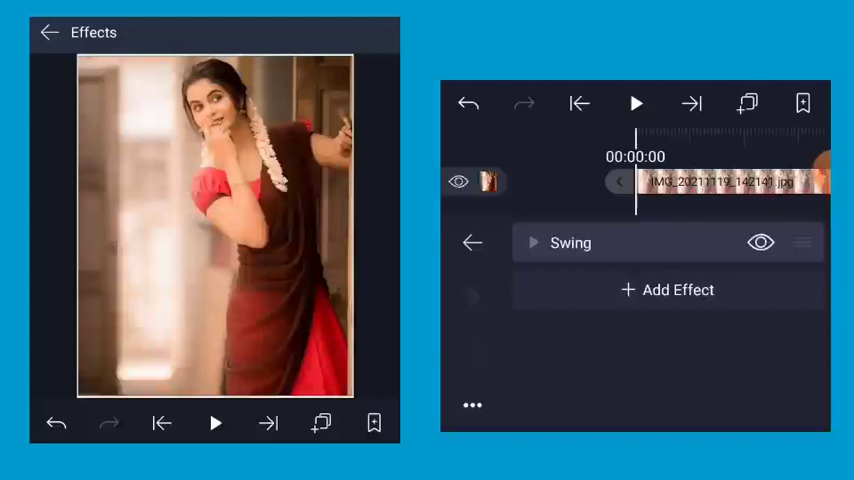 Effects
00:00:00
IMG_20211119_142141.jpg
Swing
+ Add Effect